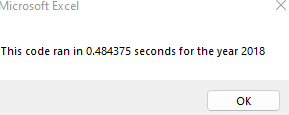 Microsoft Excel
This code ran in 0.484375 seconds for the year 2018
OK